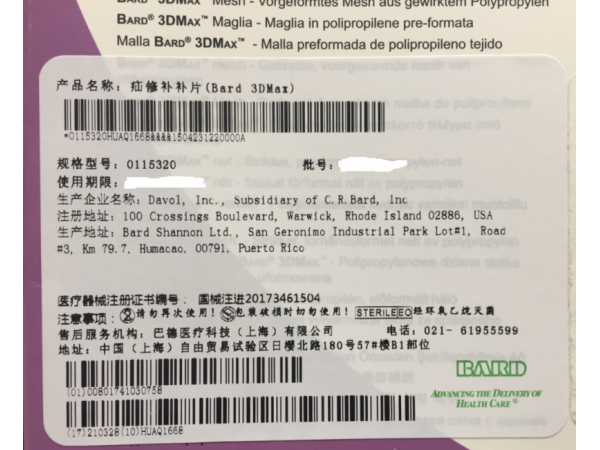 BARD® 3DMAX™ Mesh - Vorgeformtes Mesh aus gewirktem Polypropylen
BARD® 3DMAX™ Maglia - Maglia in polipropilene pre-formata
Malla BARD® 3DMAX™ - Malla preformada de polipropileno tejido
产品名称：疝修补补片(Bard 3DMax)
*0115320HUAQ1668&&&&1504231220000A
规格型号：0115320 批号：
使用期限：
生产企业名称：Davol, Inc., Subsidiary of C.R.Bard, Inc
注册地址：100 Crossings Boulevard, Warwick, Rhode Island 02886, USA
生产地址：Bard Shannon Ltd., San Geronimo Industrial Park Lot#1, Road
#3, Km 79.7, Humacao, 00791, Puerto Rico
医疗器械注册证书编号： 国械注进20173461504
注意事项：请勿再次使用！包装破损时切勿使用！STERILE EO 经环氧乙烷灭菌
售后服务机构：巴德医疗科技（上海）有限公司 电话：021- 61955599
地址：中国（上海）自由贸易试验区日樱北路180号57#楼B1部位
(01)00801741030758
BARD
ADVANCING THE DELIVERY OF
HEALTH CARE®
(17)210328(10)HUAQ1668